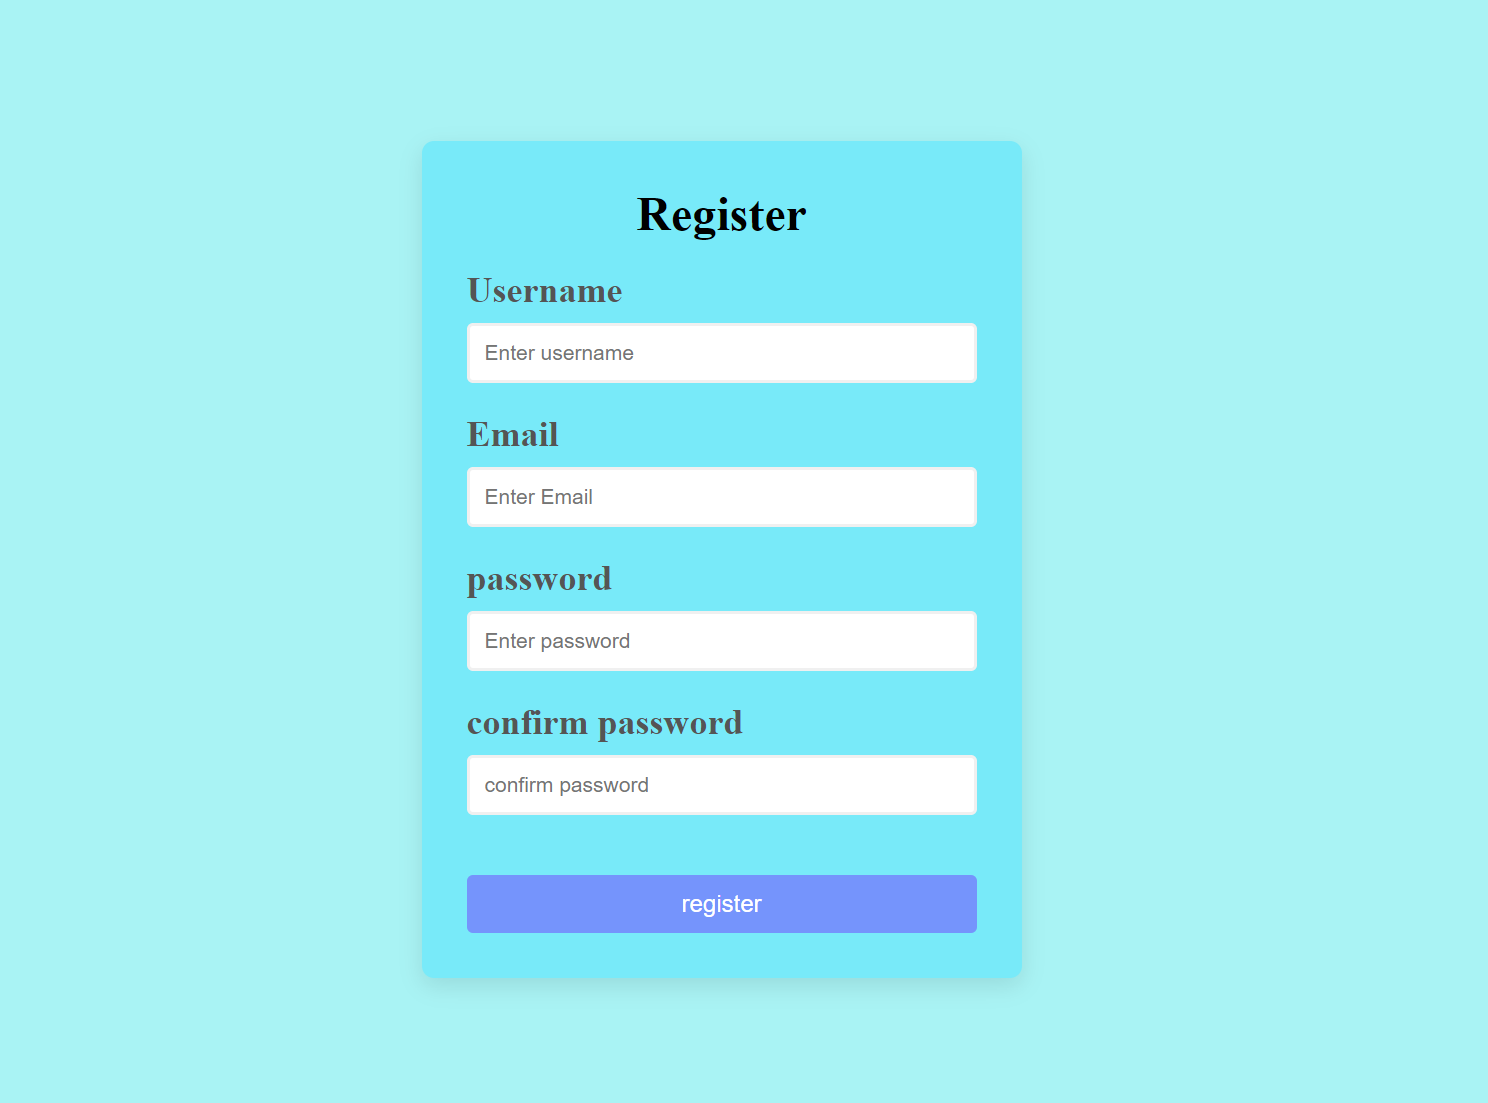 Register
Username
Enter username
Email
Enter Email
password
Enter password
confirm password
confirm password
register